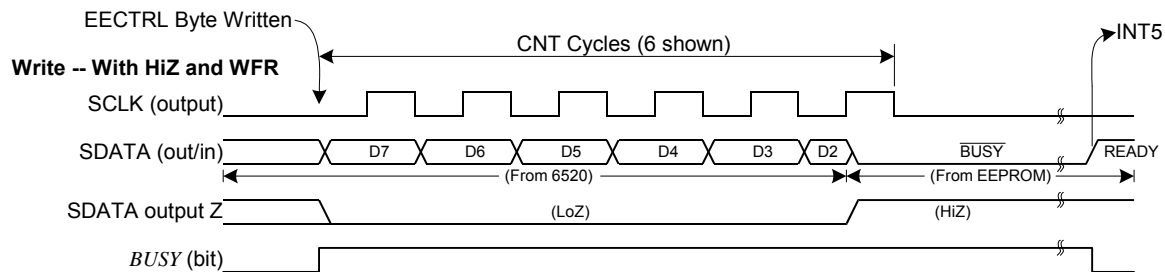 EECTRL Byte Written
INT5
CNT Cycles (6 shown)
Write -- With HiZ and WFR
SCLK (output)
SDATA (out/in) D7 D6 D5 D4 D3 D2 BUSY READY
(From 6520) (From EEPROM)
SDATA output Z (LoZ) (HiZ)
BUSY (bit)